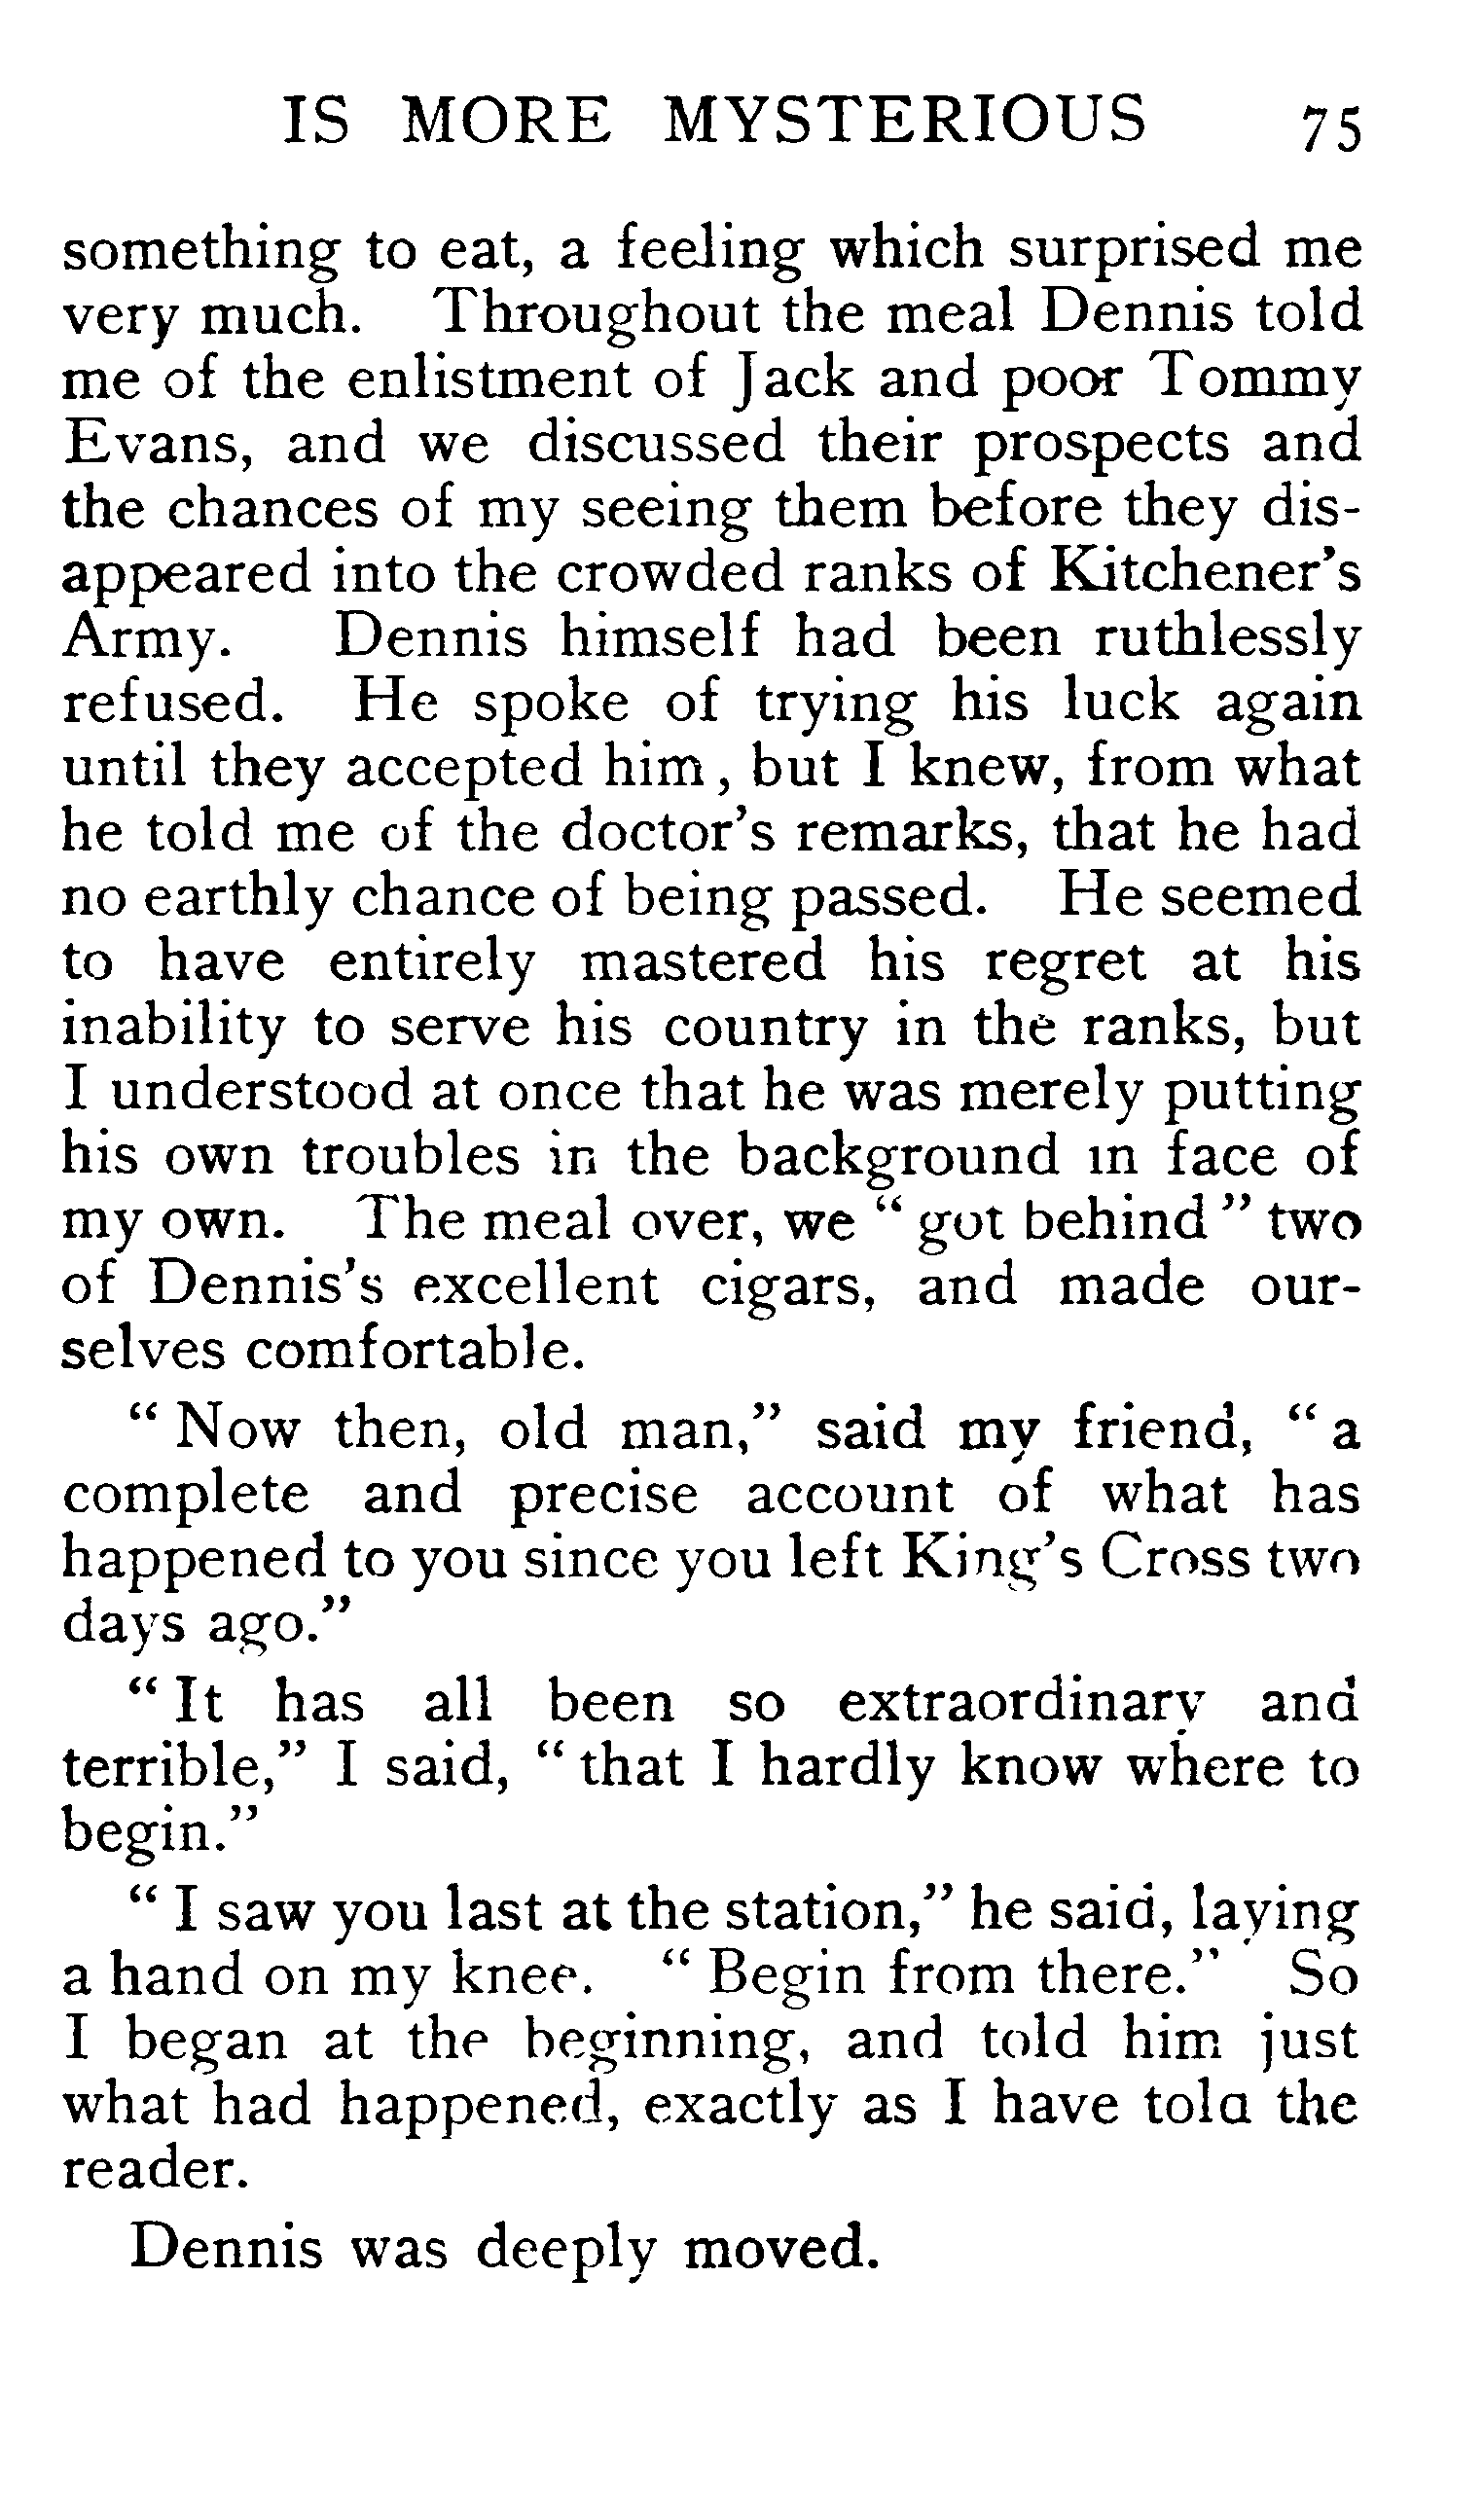 IS MORE MYSTERIOUS 75
something to eat, a feeling which surprised me
very much. Throughout the meal Dennis told
me of the enlistment of Jack and poor Tommy
Evans, and we discussed their prospects and
the chances of my seeing them before they dis-
appeared into the crowded ranks of Kitchener's
Army. Dennis himself had been ruthlessly
refused. He spoke of trying his luck again
until they accepted him, but I knew, from what
he told me of the doctor's remarks, that he had
no earthly chance of being passed. He seemed
to have entirely mastered his regret at his
inability to serve his country in the ranks, but
I understood at once that he was merely putting
his own troubles in the background in face of
my own. The meal over, we “ got behind ” two
of Dennis's excellent cigars, and made our-
selves comfortable.
“ Now then, old man,” said my friend, “ a
complete and precise account of what has
happened to you since you left King's Cross two
days ago.”
“ It has all been so extraordinary and
terrible,” I said, “ that I hardly know where to
begin.”
“ I saw you last at the station,” he said, laying
a hand on my knee. “ Begin from there.” So
I began at the beginning, and told him just
what had happened, exactly as I have told the
reader.
Dennis was deeply moved.